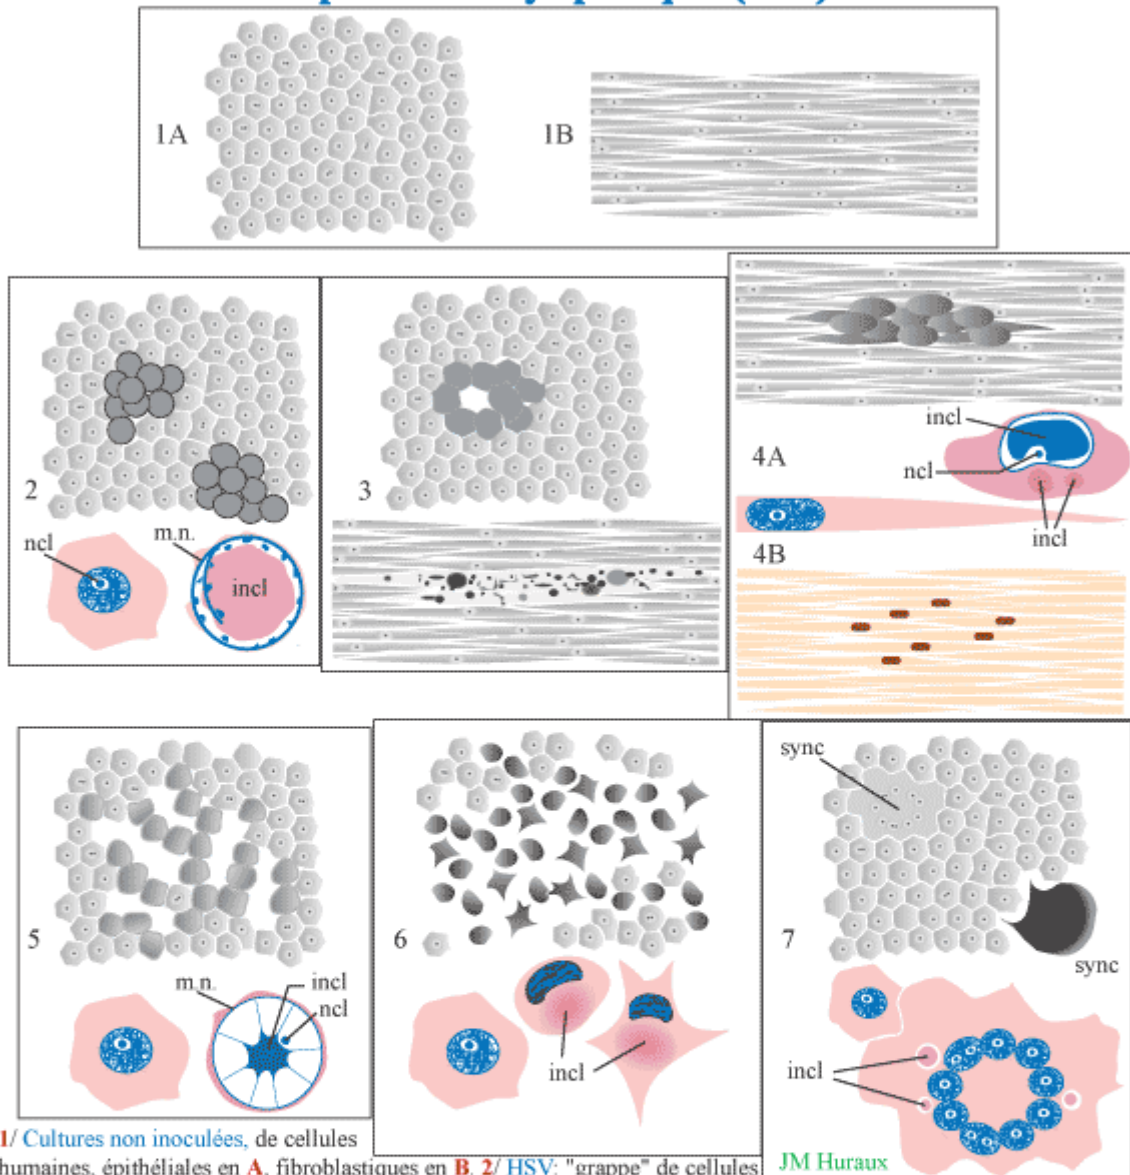 1A
1B
2
ncl
m.n.
incl
3
incl
4A
ncl
incl
4B
5
m.n.
incl
ncl
6
incl
sync
7
sync
incl
1/ Cultures non inoculées, de cellules
humaines, épithéliales en A, fibroblastiques en B. 2/ HSV: "grappe" de cellules
JM Huraux